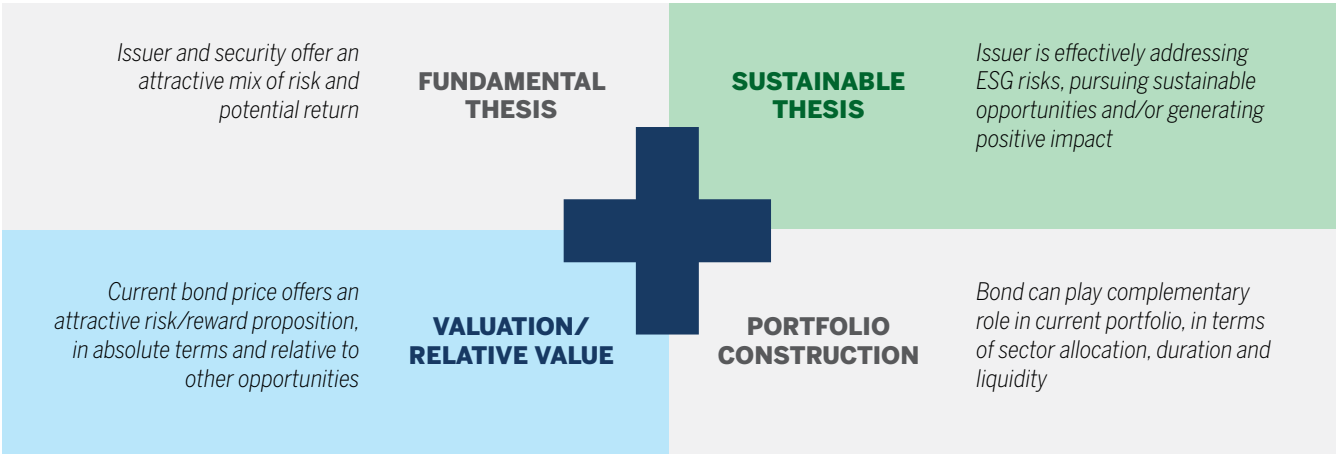 Issuer and security offer an
attractive mix of risk and
potential return
FUNDAMENTAL
THESIS
SUSTAINABLE
THESIS
Issuer is effectively addressing
ESG risks, pursuing sustainable
opportunities and/or generating
positive impact
Current bond price offers an
attractive risk/reward proposition,
in absolute terms and relative to
other opportunities
VALUATION/
RELATIVE VALUE
PORTFOLIO
CONSTRUCTION
Bond can play complementary
role in current portfolio, in terms
of sector allocation, duration and
liquidity